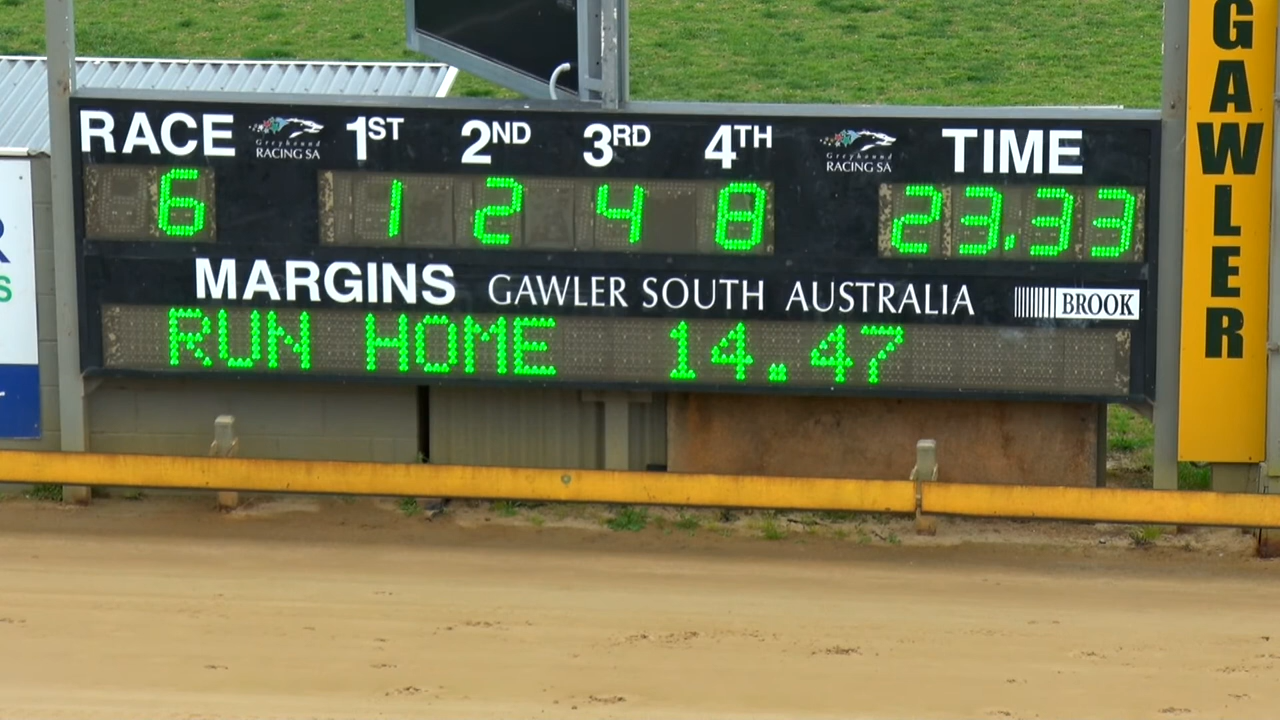 RACE
Greyhound
RACING SA
1ST 2ND 3RD 4TH
Greyhound
RACING SA
TIME
6 1 2 4 8 23.33
MARGINS GAWLER SOUTH AUSTRALIA BROOK
RUN HOME 14.47
GAWLER
R
S